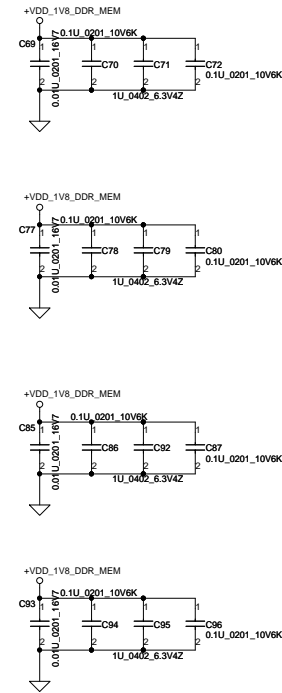 +VDD_1V8_DDR_MEM
0.1U_0201_10V6K
C69
1 1 1 1
0.01U_0201_16V7
C70 C71 C72
0.1U_0201_10V6K
2 2 2 2
1U_0402_6.3V4Z
+VDD_1V8_DDR_MEM
0.1U_0201_10V6K
C77
1 1 1 1
0.01U_0201_16V7
C78 C79 C80
0.1U_0201_10V6K
2 2 2 2
1U_0402_6.3V4Z
+VDD_1V8_DDR_MEM
0.1U_0201_10V6K
C85
1 1 1 1
0.01U_0201_16V7
C86 C92 C87
0.1U_0201_10V6K
2 2 2 2
1U_0402_6.3V4Z
+VDD_1V8_DDR_MEM
0.1U_0201_10V6K
C93
1 1 1 1
0.01U_0201_16V7
C94 C95 C96
0.1U_0201_10V6K
2 2 2 2
1U_0402_6.3V4Z